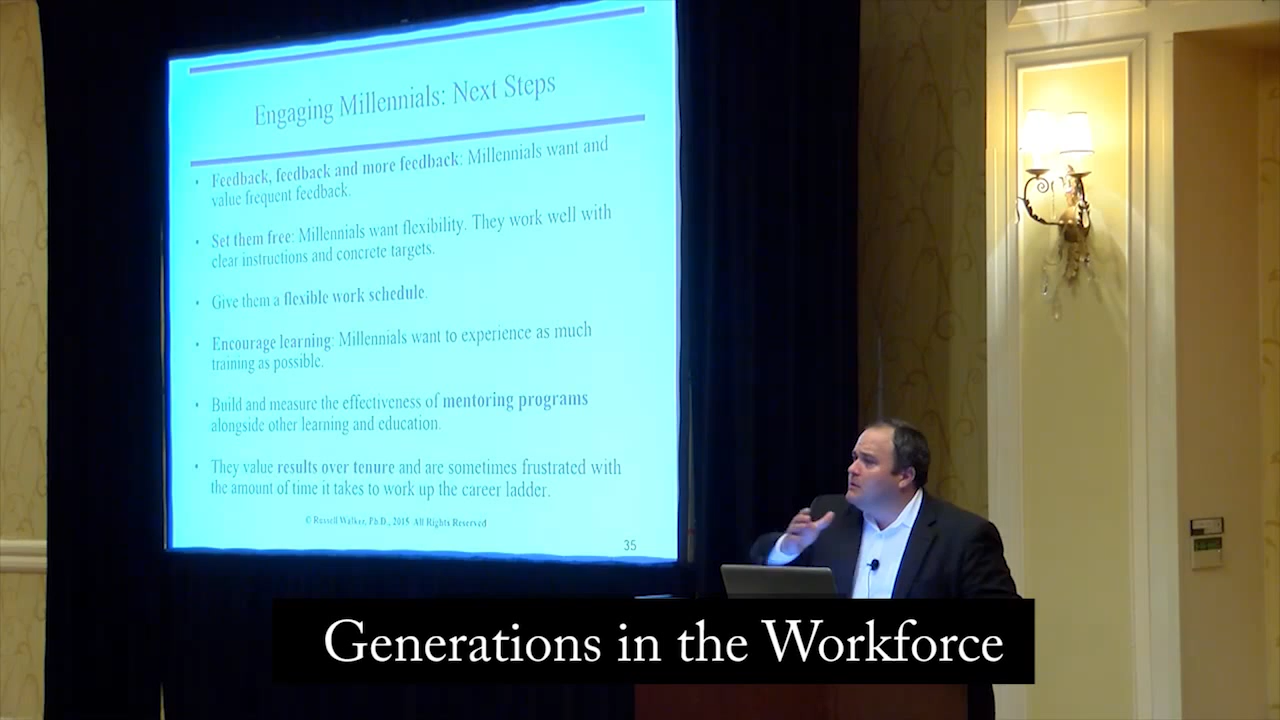 Engaging Millennials: Next Steps
• Feedback, feedback and more feedback: Millennials want and
value frequent feedback.
• Set them free: Millennials want flexibility. They work well with
clear instructions and concrete targets.
• Give them a flexible work schedule.
• Encourage learning: Millennials want to experience as much
training as possible.
• Build and measure the effectiveness of mentoring programs
alongside other learning and education.
• They value results over tenure and are sometimes frustrated with
the amount of time it takes to work up the career ladder.
© Russell Walker, Ph.D., 2015 All Rights Reserved
35
Generations in the Workforce